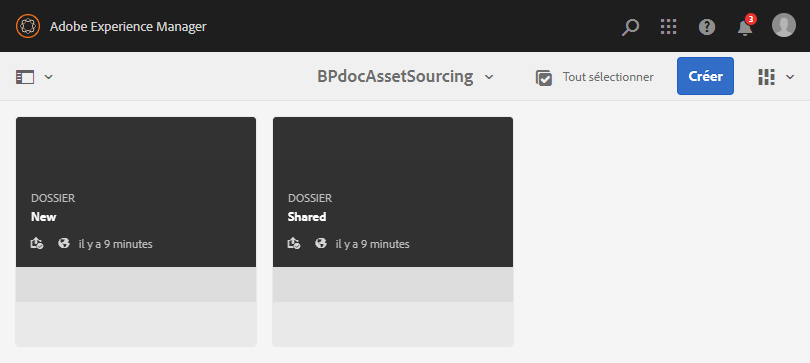 Adobe Experience Manager
3
BPdocAssetSourcing
Tout sélectionner
Créer
DOSSIER
New
il y a 9 minutes
DOSSIER
Shared
il y a 9 minutes